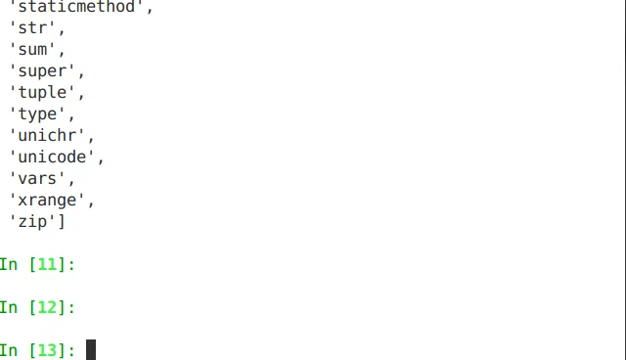 'staticmethod',
'str',
'sum',
'super',
'tuple',
'type',
'unichr',
'unicode',
'vars',
'xrange',
'zip']
In [11]:
In [12]:
In [13]: